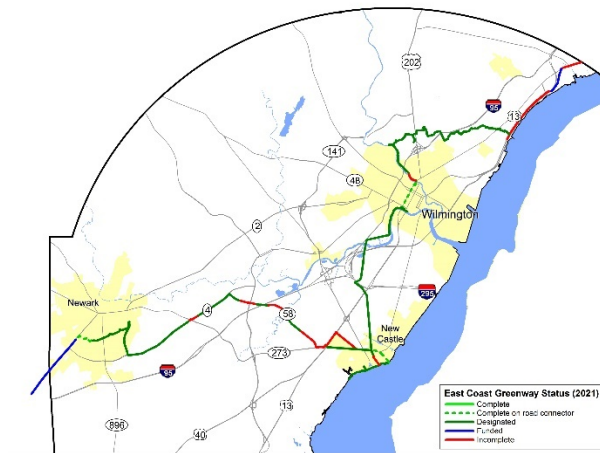 202
95
13
141
48
Wilmington
2
295
Newark
4
58
New
Castle
273
95
13
896
40
East Coast Greenway Status (2021)
Complete
Complete on road connector
Designated
Funded
Incomplete